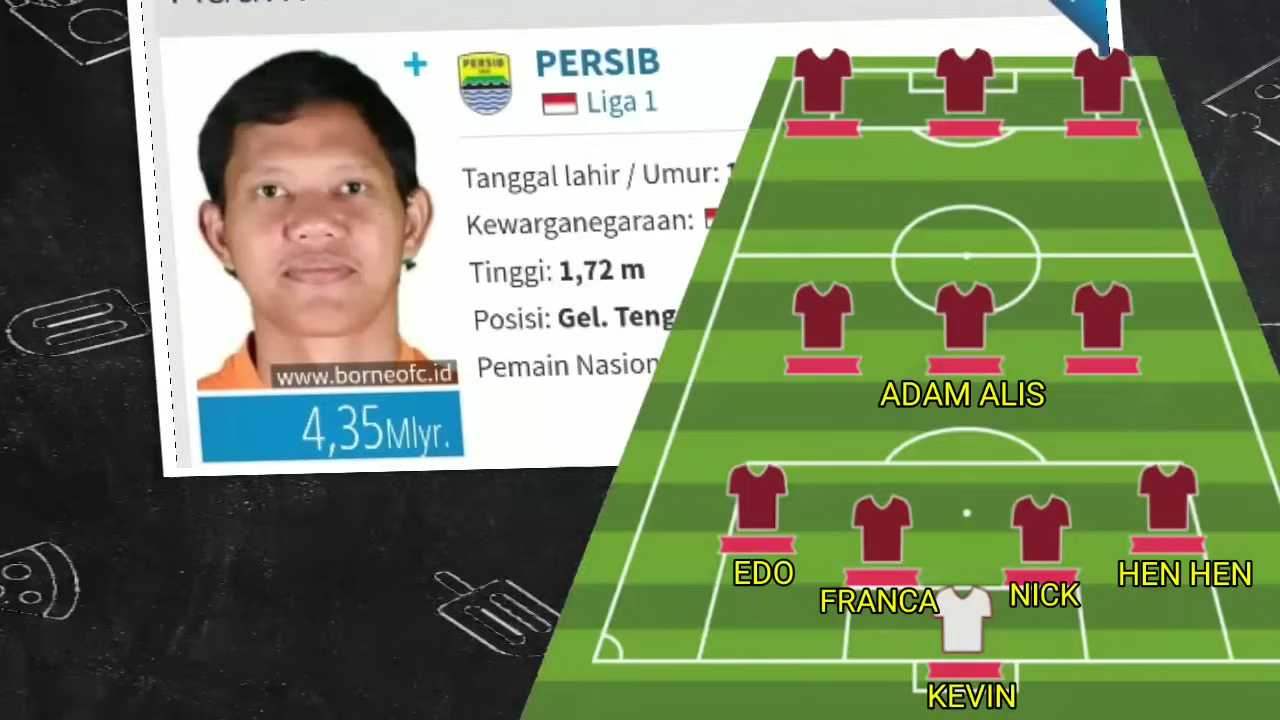 PERSIB
PERSIB
Liga 1
Tanggal lahir / Umur:
Kewarganegaraan:
Tinggi: 1,72 m
Posisi: Gel. Teng
Pemain Nasion
www.borneofc.id
4,35Mlyr.
ADAM ALIS
EDO
FRANCA
NICK
HEN HEN
KEVIN